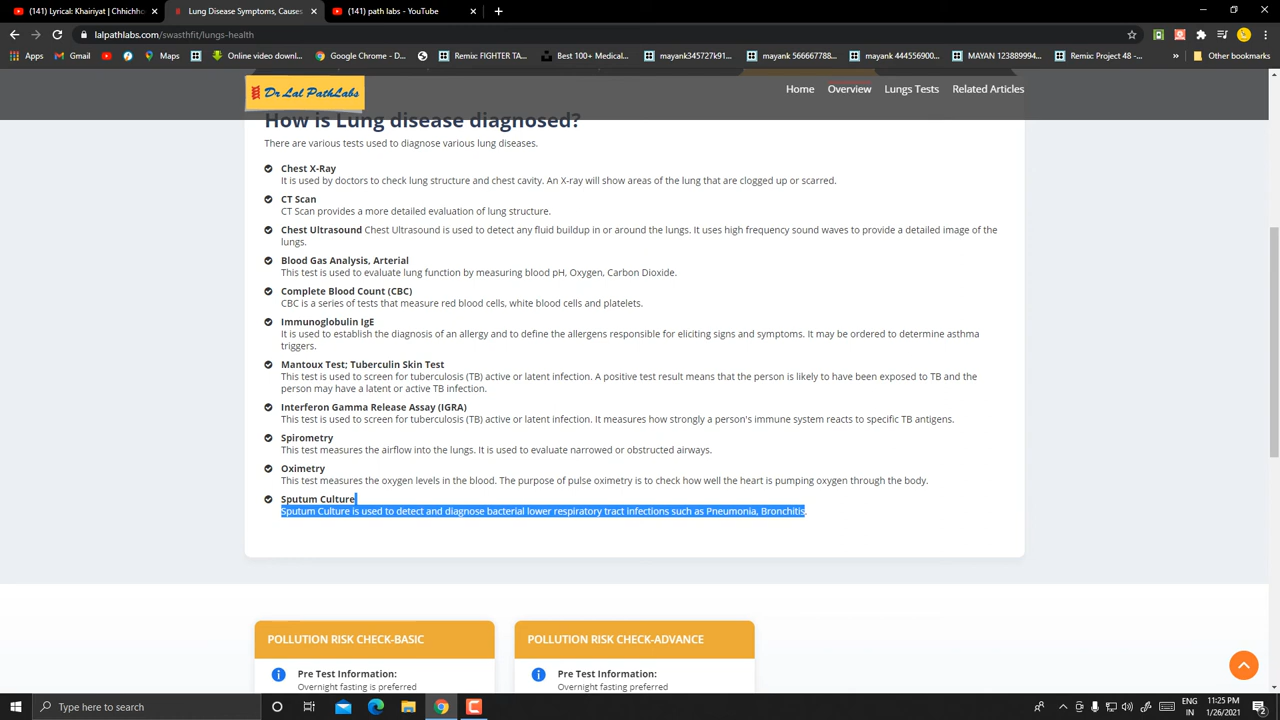 (141) Lyrical: Khairiyat | Chhichho
Lung Disease Symptoms, Causes
(141) path labs - YouTube
lalpathlabs.com/swasthfit/lungs-health
Apps
Gmail
YouTube
Maps
Online video downl...
Google Chrome - D...
Remix: FIGHTER TA...
Best 100+ Medical...
mayank345727k91...
mayank 566667788...
mayank 444556900...
MAYAN 123889994...
Remix: Project 48 -...
Other bookmarks
Dr Lal PathLabs
Home
Overview
Lungs Tests
Related Articles
How is Lung disease diagnosed?
There are various tests used to diagnose various lung diseases.
Chest X-Ray
It is used by doctors to check lung structure and chest cavity. An X-ray will show areas of the lung that are clogged up or scarred.
CT Scan
CT Scan provides a more detailed evaluation of lung structure.
Chest Ultrasound Chest Ultrasound is used to detect any fluid buildup in or around the lungs. It uses high frequency sound waves to provide a detailed image of the
lungs.
Blood Gas Analysis, Arterial
This test is used to evaluate lung function by measuring blood pH, Oxygen, Carbon Dioxide.
Complete Blood Count (CBC)
CBC is a series of tests that measure red blood cells, white blood cells and platelets.
Immunoglobulin IgE
It is used to establish the diagnosis of an allergy and to define the allergens responsible for eliciting signs and symptoms. It may be ordered to determine asthma
triggers.
Mantoux Test; Tuberculin Skin Test
This test is used to screen for tuberculosis (TB) active or latent infection. A positive test result means that the person is likely to have been exposed to TB and the
person may have a latent or active TB infection.
Interferon Gamma Release Assay (IGRA)
This test is used to screen for tuberculosis (TB) active or latent infection. It measures how strongly a person's immune system reacts to specific TB antigens.
Spirometry
This test measures the airflow into the lungs. It is used to evaluate narrowed or obstructed airways.
Oximetry
This test measures the oxygen levels in the blood. The purpose of pulse oximetry is to check how well the heart is pumping oxygen through the body.
Sputum Culture
Sputum Culture is used to detect and diagnose bacterial lower respiratory tract infections such as Pneumonia, Bronchitis.
POLLUTION RISK CHECK-BASIC
Pre Test Information:
Overnight fasting is preferred
POLLUTION RISK CHECK-ADVANCE
Pre Test Information:
Overnight fasting preferred
Type here to search
ENG
IN
11:25 PM
1/26/2021
2